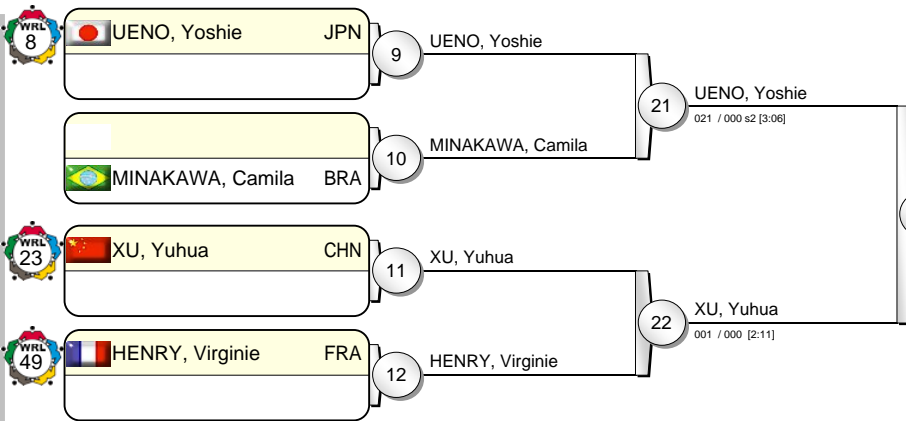 WRL
8
UENO, Yoshie JPN
9
UENO, Yoshie
21
UENO, Yoshie
021 / 000 s2 [3:06]
MINAKAWA, Camila BRA
10
MINAKAWA, Camila
WRL
23
XU, Yuhua CHN
11
XU, Yuhua
22
XU, Yuhua
001 / 000 [2:11]
WRL
49
HENRY, Virginie FRA
12
HENRY, Virginie